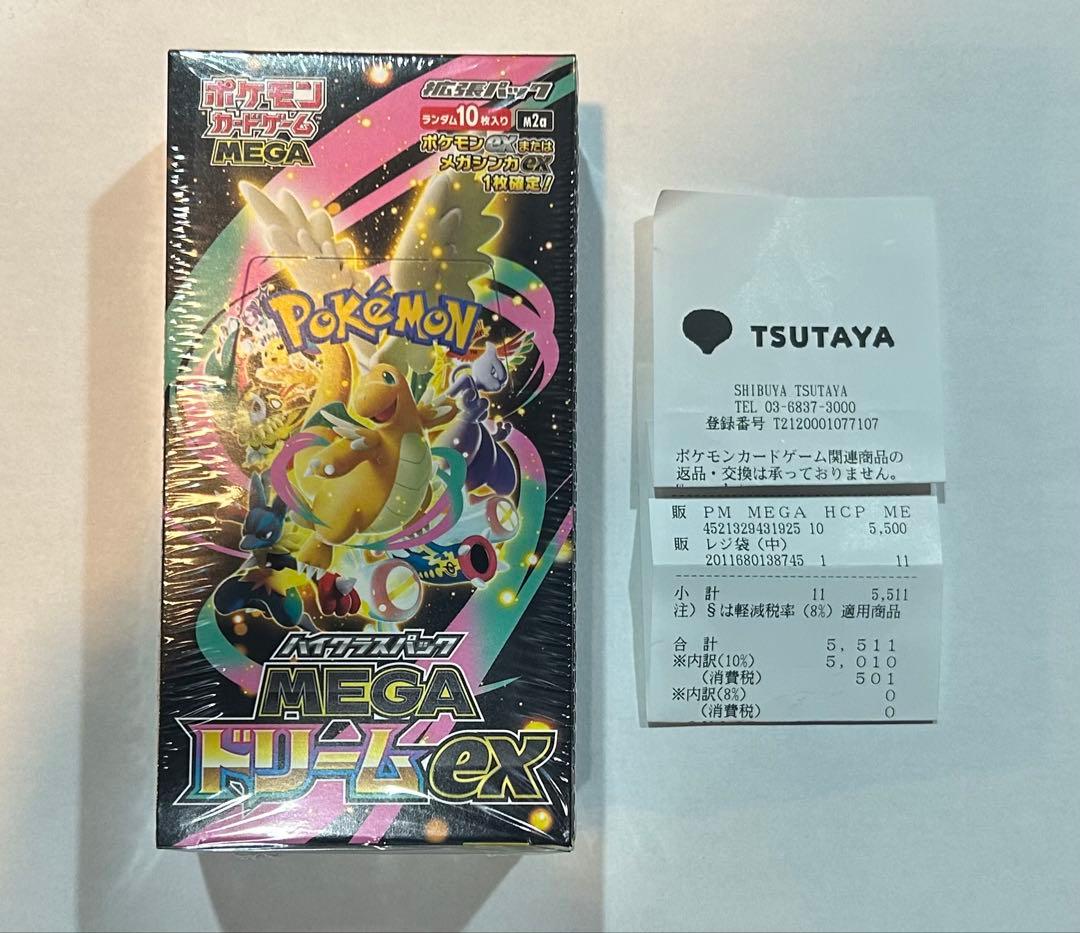 ポケモン
カードゲーム
MEGA
拡張パック
ランダム10枚入り M2a
ポケモンexまたは
メガシンカex
1枚確定!
POKéMON
ハイクラスパック
MEGA
ドリームex
TSUTAYA
SHIBUYA TSUTAYA
TEL 03-6837-3000
登録番号 T2120001077107
ポケモンカードゲーム関連商品の
返品・交換は承っておりません。
販 PM MEGA HCP ME
4521329431925 10 5,500
販 レジ袋(中)
2011680138745 1 11
小 計 11 5,511
注)§は軽減税率(8%)適用商品
合 計 5,511
※内訳(10%) 5,010
(消費税) 501
※内訳(8%) 0
(消費税) 0